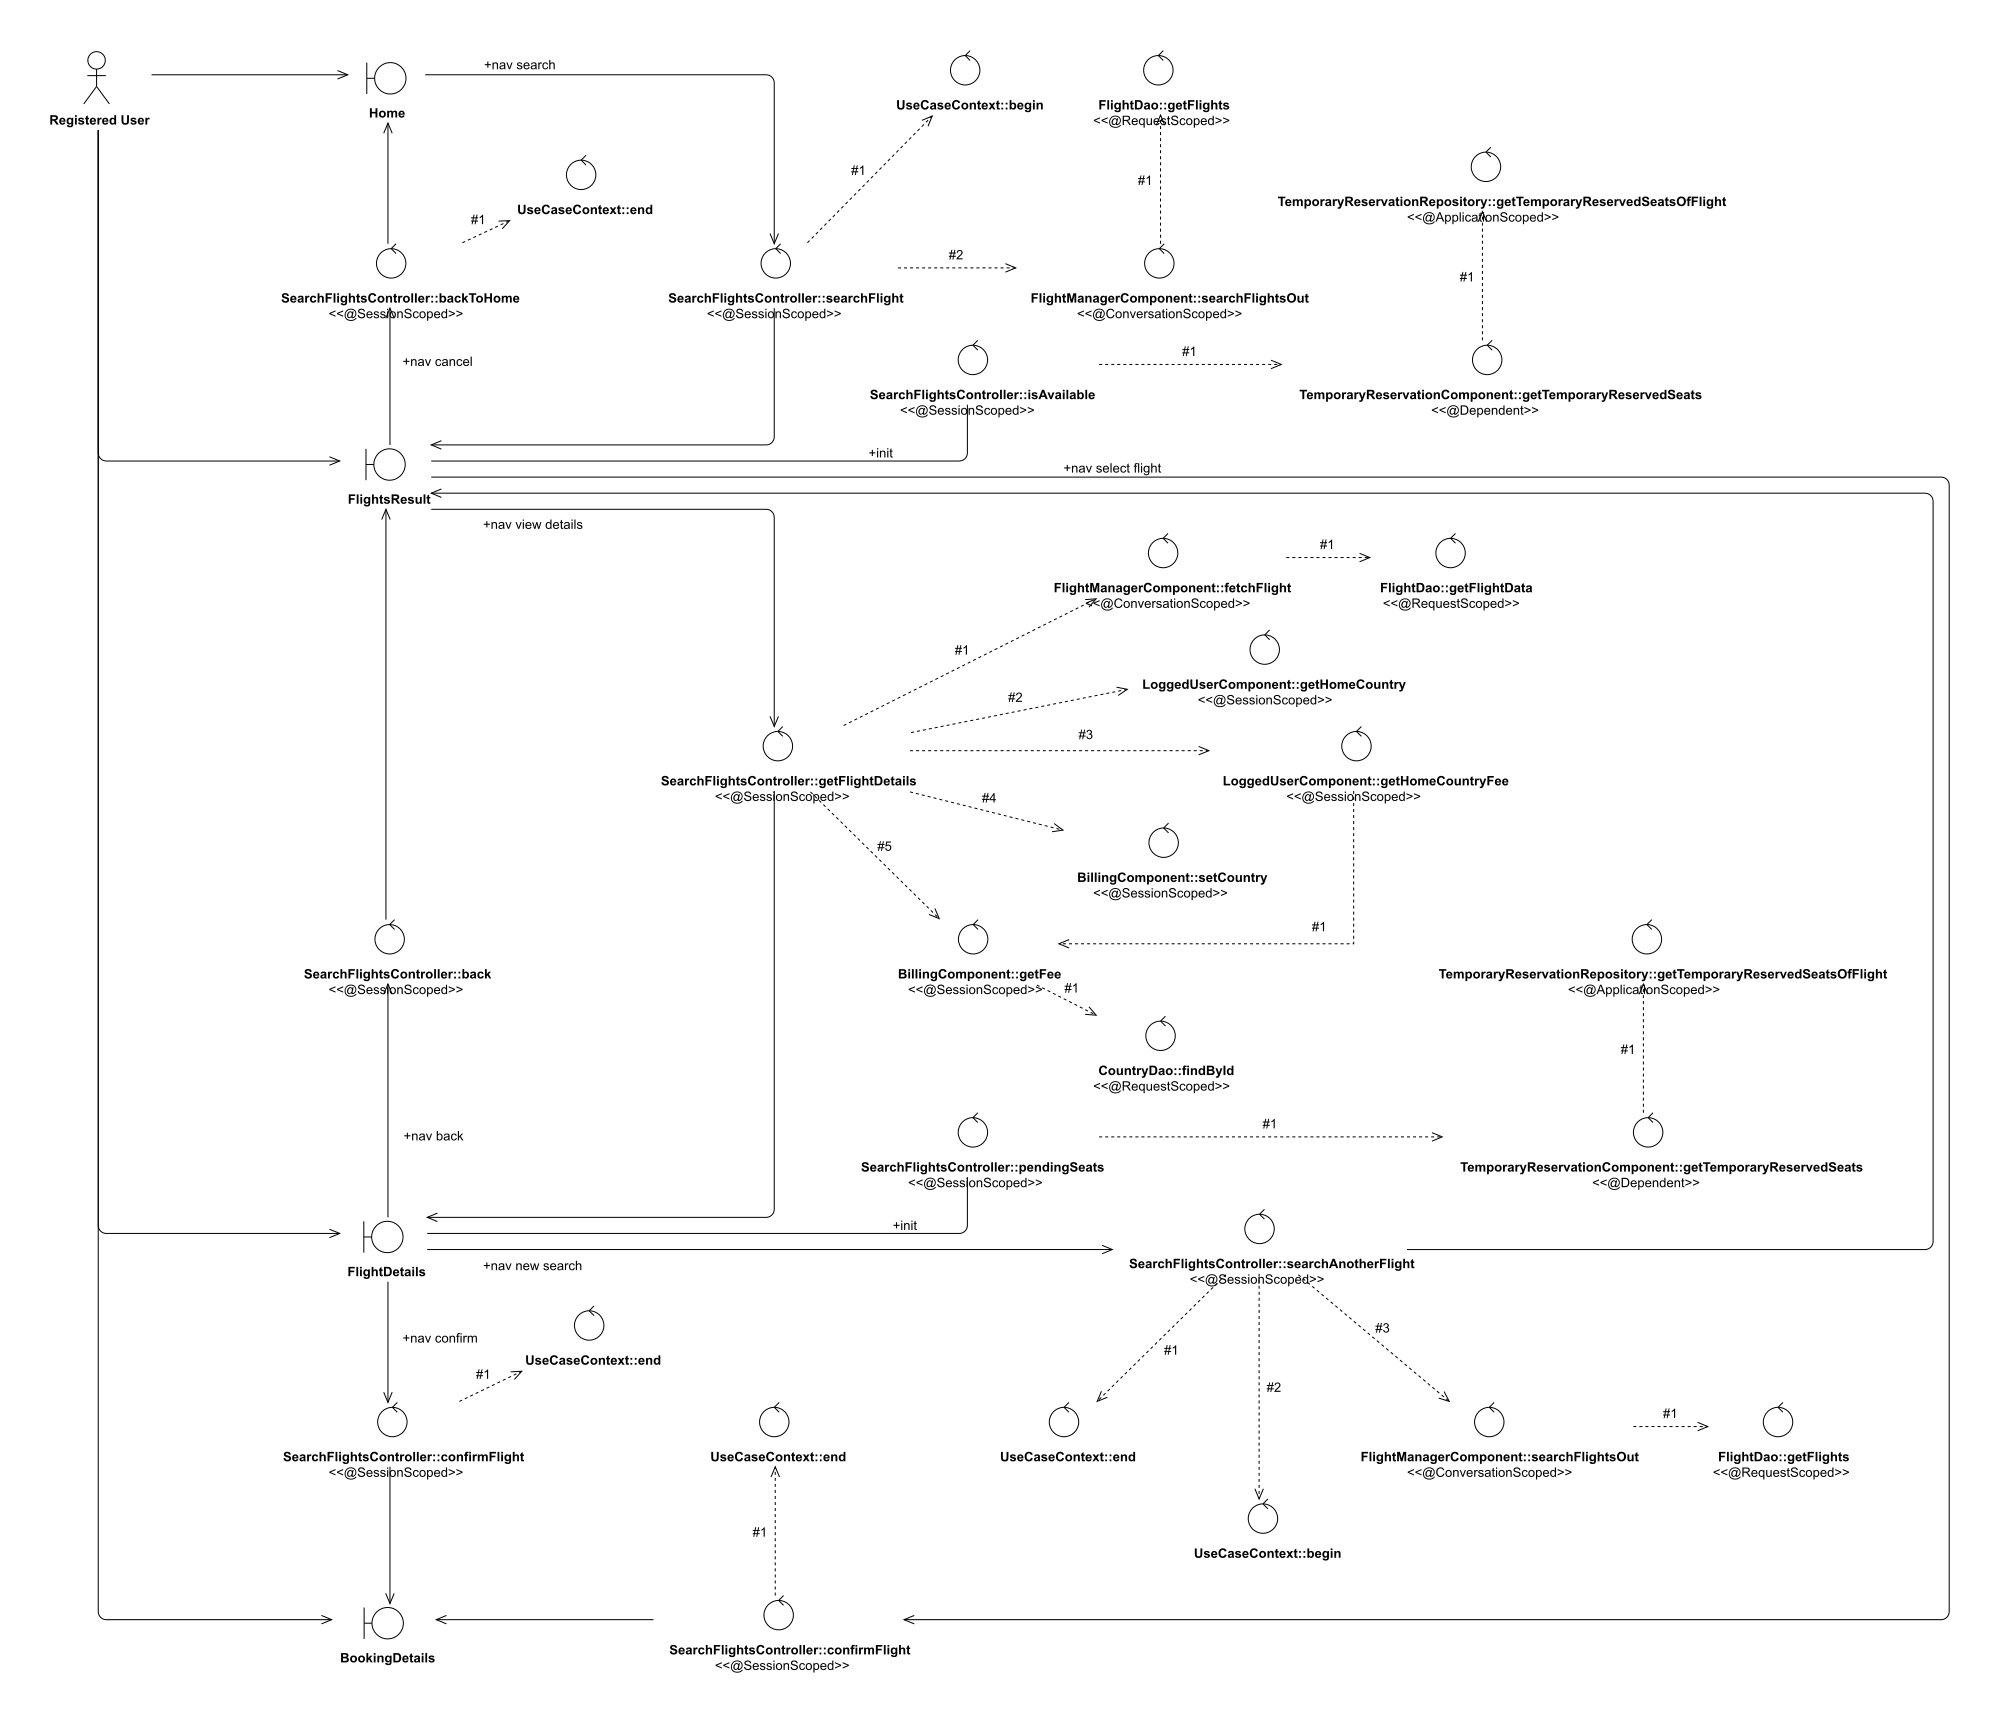 +nav search
Registered User
Home
UseCaseContext::begin
FlightDao::getFlights
<<@RequestScoped>>
#1
#1
TemporaryReservationRepository::getTemporaryReservedSeatsOfFlight
<<@ApplicationScoped>>
UseCaseContext::end
#1
#2
#1
SearchFlightsController::backToHome
<<@SessionScoped>>
SearchFlightsController::searchFlight
<<@SessionScoped>>
FlightManagerComponent::searchFlightsOut
<<@ConversationScoped>>
#1
+nav cancel
#1
SearchFlightsController::isAvailable
<<@SessionScoped>>
TemporaryReservationComponent::getTemporaryReservedSeats
<<@Dependent>>
+init
+nav select flight
FlightsResult
+nav view details
#1
FlightManagerComponent::fetchFlight
<<@ConversationScoped>>
FlightDao::getFlightData
<<@RequestScoped>>
#1
LoggedUserComponent::getHomeCountry
<<@SessionScoped>>
#2
#3
SearchFlightsController::getFlightDetails
<<@SessionScoped>>
LoggedUserComponent::getHomeCountryFee
<<@SessionScoped>>
#4
#5
BillingComponent::setCountry
<<@SessionScoped>>
#1
SearchFlightsController::back
<<@SessionScoped>>
BillingComponent::getFee
<<@SessionScoped>>
#1
TemporaryReservationRepository::getTemporaryReservedSeatsOfFlight
<<@ApplicationScoped>>
#1
CountryDao::findById
<<@RequestScoped>>
+nav back
#1
SearchFlightsController::pendingSeats
<<@SessionScoped>>
TemporaryReservationComponent::getTemporaryReservedSeats
<<@Dependent>>
+init
FlightDetails
+nav new search
SearchFlightsController::searchAnotherFlight
<<@SessionScoped>>
+nav confirm
#1
UseCaseContext::end
#1
#2
#3
SearchFlightsController::confirmFlight
<<@SessionScoped>>
UseCaseContext::end
UseCaseContext::end
FlightManagerComponent::searchFlightsOut
<<@ConversationScoped>>
#1
FlightDao::getFlights
<<@RequestScoped>>
#1
UseCaseContext::begin
BookingDetails
SearchFlightsController::confirmFlight
<<@SessionScoped>>